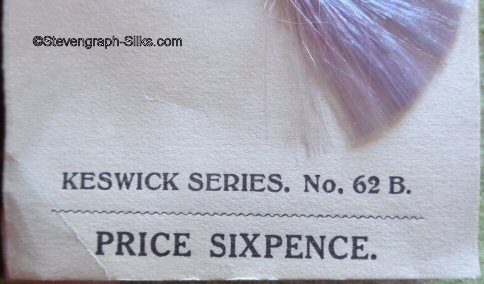 ©Stevengraph-Silks.com
KESWICK SERIES. No. 62 B.
PRICE SIXPENCE.